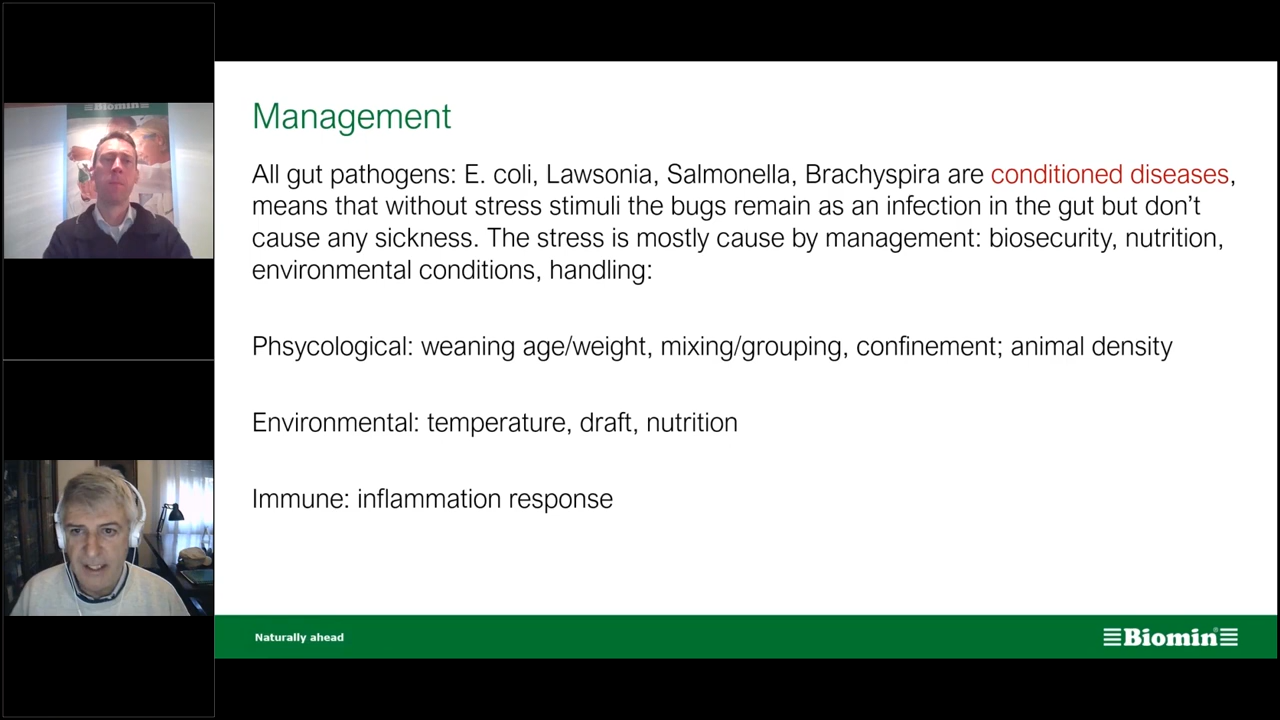 Biomin
Management
All gut pathogens: E. coli, Lawsonia, Salmonella, Brachyspira are conditioned diseases,
means that without stress stimuli the bugs remain as an infection in the gut but don't
cause any sickness. The stress is mostly cause by management: biosecurity, nutrition,
environmental conditions, handling:
Phsycological: weaning age/weight, mixing/grouping, confinement; animal density
Environmental: temperature, draft, nutrition
Immune: inflammation response
Naturally ahead
Biomin®